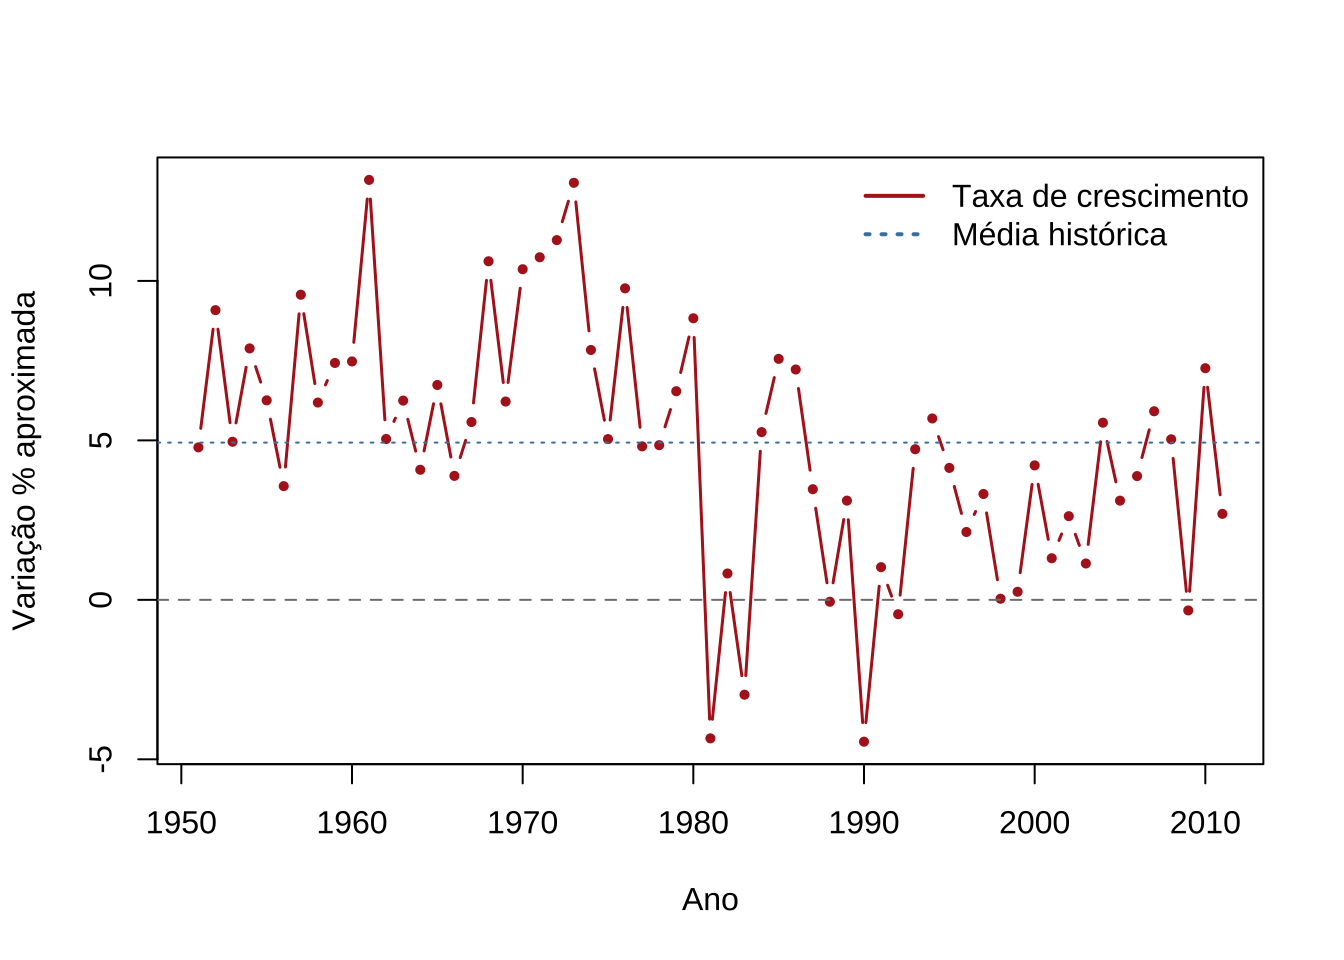 Taxa de crescimento
Média histórica
Variação % aproximada
10
5
0
-5
1950 1960 1970 1980 1990 2000 2010
Ano